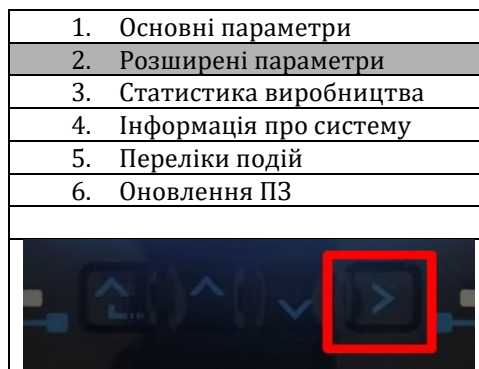 1. Основні параметри
2. Розширені параметри
3. Статистика виробництва
4. Інформація про систему
5. Переліки подій
6. Оновлення ПЗ